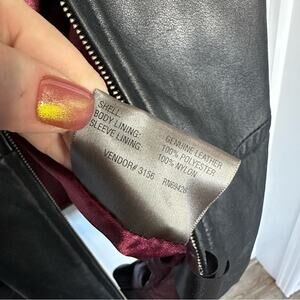 SHELL: GENUINE LEATHER
BODY LINING: 100% POLYESTER
SLEEVE LINING: 100% NYLON
VENDOR# 3156